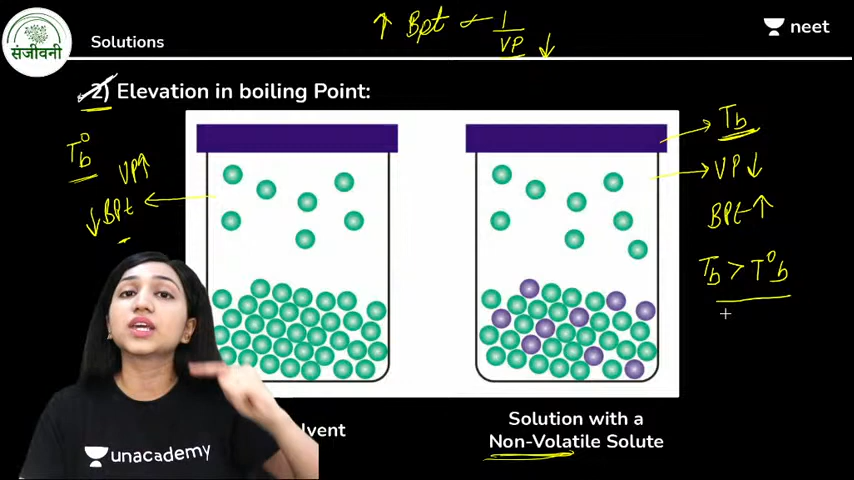 संजीवनी
Solutions
↑ Bpt ∝ 1/VP ↓
neet
2) Elevation in boiling Point:
T°b
VP↑
↓BPt
Tb
VP ↓
BPt ↑
Tb > T°b
lvent
Solution with a
Non-Volatile Solute
unacademy